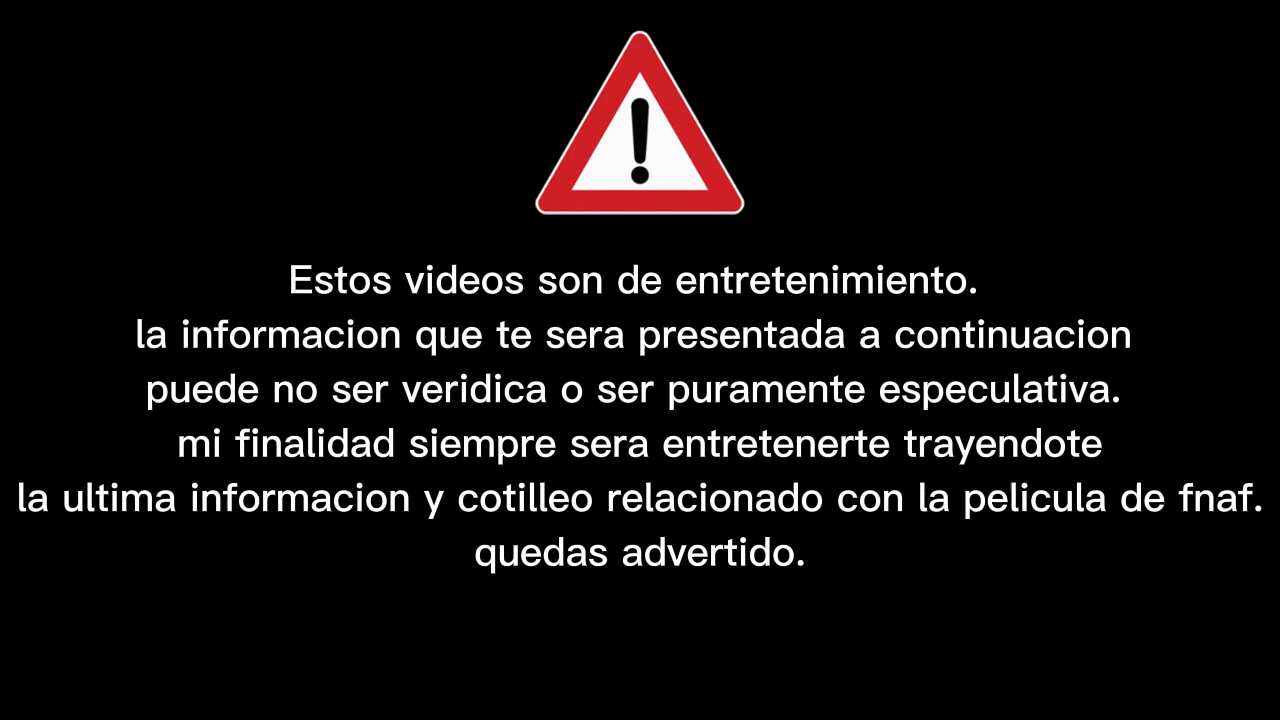 Estos videos son de entretenimiento.
la informacion que te sera presentada a continuacion
puede no ser veridica o ser puramente especulativa.
mi finalidad siempre sera entretenerte trayendote
la ultima informacion y cotilleo relacionado con la pelicula de fnaf.
quedas advertido.